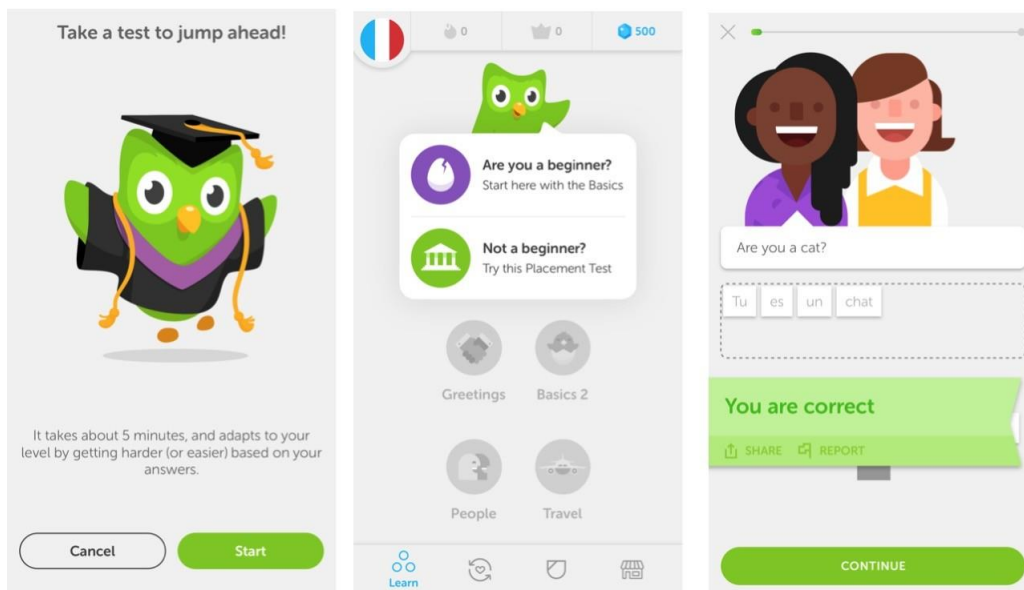 Take a test to jump ahead!
It takes about 5 minutes, and adapts to your
level by getting harder (or easier) based on your
answers.
Cancel
Start
0
0
500
Are you a beginner?
Start here with the Basics
Not a beginner?
Try this Placement Test
Greetings
Basics 2
People
Travel
Learn
Are you a cat?
Tu es un chat
You are correct
SHARE REPORT
CONTINUE